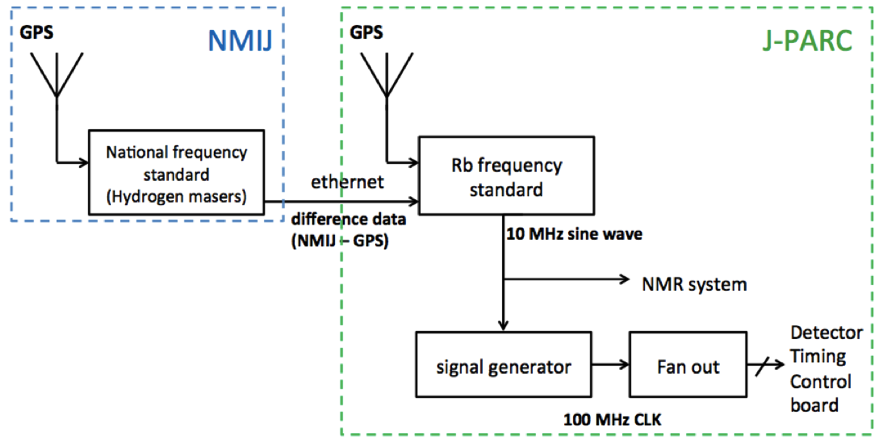 GPS
NMIJ
National frequency
standard
(Hydrogen masers)
ethernet
difference data
(NMIJ – GPS)
GPS
J-PARC
Rb frequency
standard
10 MHz sine wave
NMR system
signal generator
Fan out
100 MHz CLK
Detector
Timing
Control
board